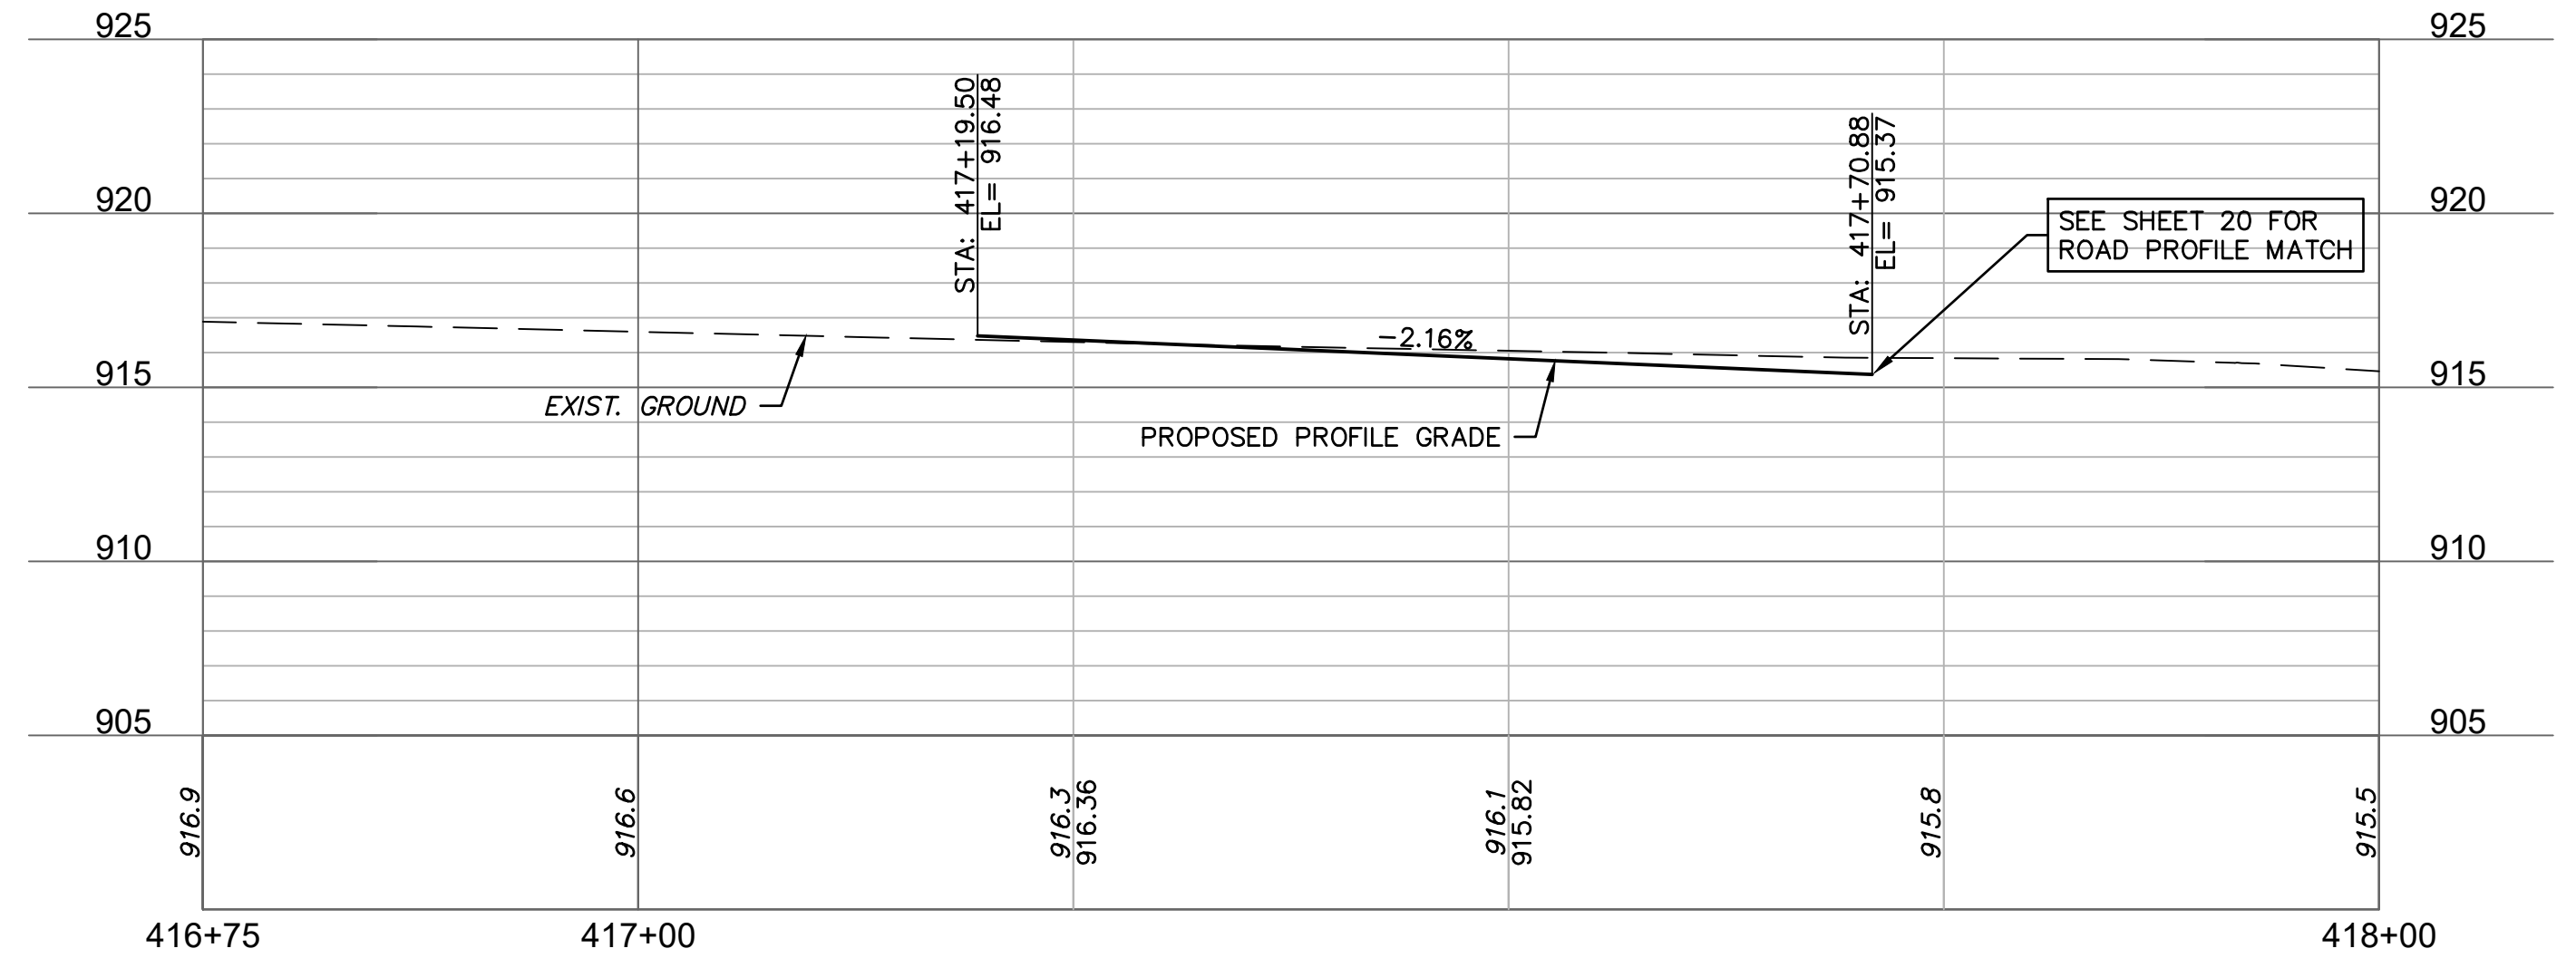 925
925
STA: 417+19.50
EL= 916.48
STA: 417+70.88
EL= 915.37
920
920
SEE SHEET 20 FOR
ROAD PROFILE MATCH
-2.16%
915
915
EXIST. GROUND
PROPOSED PROFILE GRADE
910
910
905
905
916.9
916.6
916.3
916.36
916.1
915.82
915.8
915.5
416+75
417+00
418+00